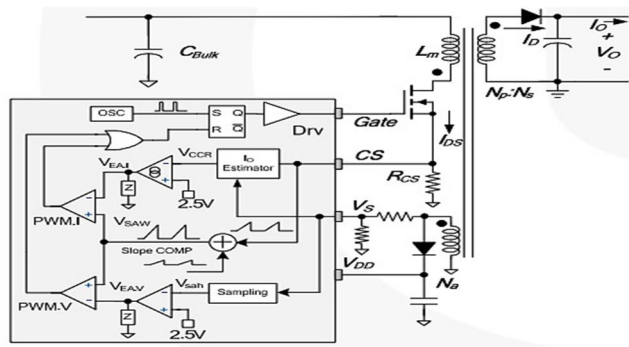 C_Bulk
L_m
I_D
I_O
+
V_O
-
N_p:N_s
OSC
S Q
R Q̅
Drv
Gate
I_DS
V_EA.I
V_CCR
I_O
Estimator
CS
R_CS
Z
2.5V
PWM.I
V_SAW
V_S
Slope COMP
V_DD
N_a
V_EA.V
V_sah
Sampling
PWM.V
Z
2.5V